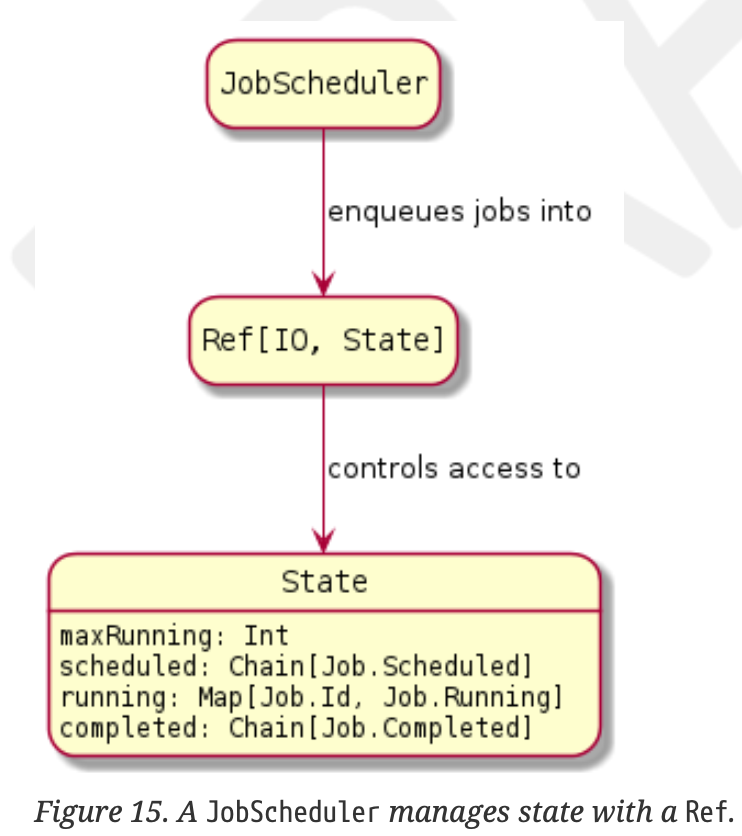 JobScheduler
enqueues jobs into
Ref[IO, State]
controls access to
State
maxRunning: Int
scheduled: Chain[Job.Scheduled]
running: Map[Job.Id, Job.Running]
completed: Chain[Job.Completed]
Figure 15. A JobScheduler manages state with a Ref.